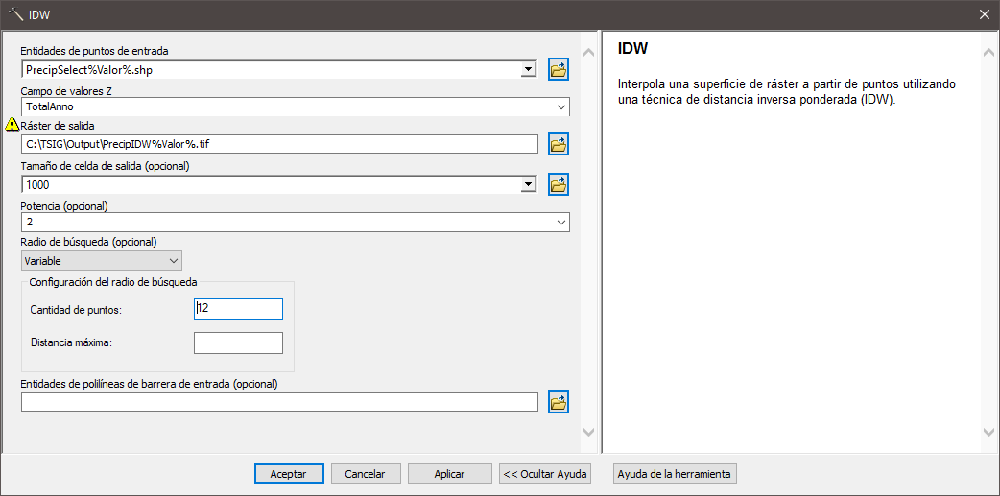 IDW
Entidades de puntos de entrada
PrecipSelect%Valor%.shp
Campo de valores Z
TotalAnno
Ráster de salida
C:\TSIG\Output\PrecipIDW%Valor%.tif
Tamaño de celda de salida (opcional)
1000
Potencia (opcional)
2
Radio de búsqueda (opcional)
Variable
Configuración del radio de búsqueda
Cantidad de puntos:
12
Distancia máxima:
Entidades de polilíneas de barrera de entrada (opcional)
IDW
Interpola una superficie de ráster a partir de puntos utilizando
una técnica de distancia inversa ponderada (IDW).
Aceptar
Cancelar
Aplicar
<< Ocultar Ayuda
Ayuda de la herramienta